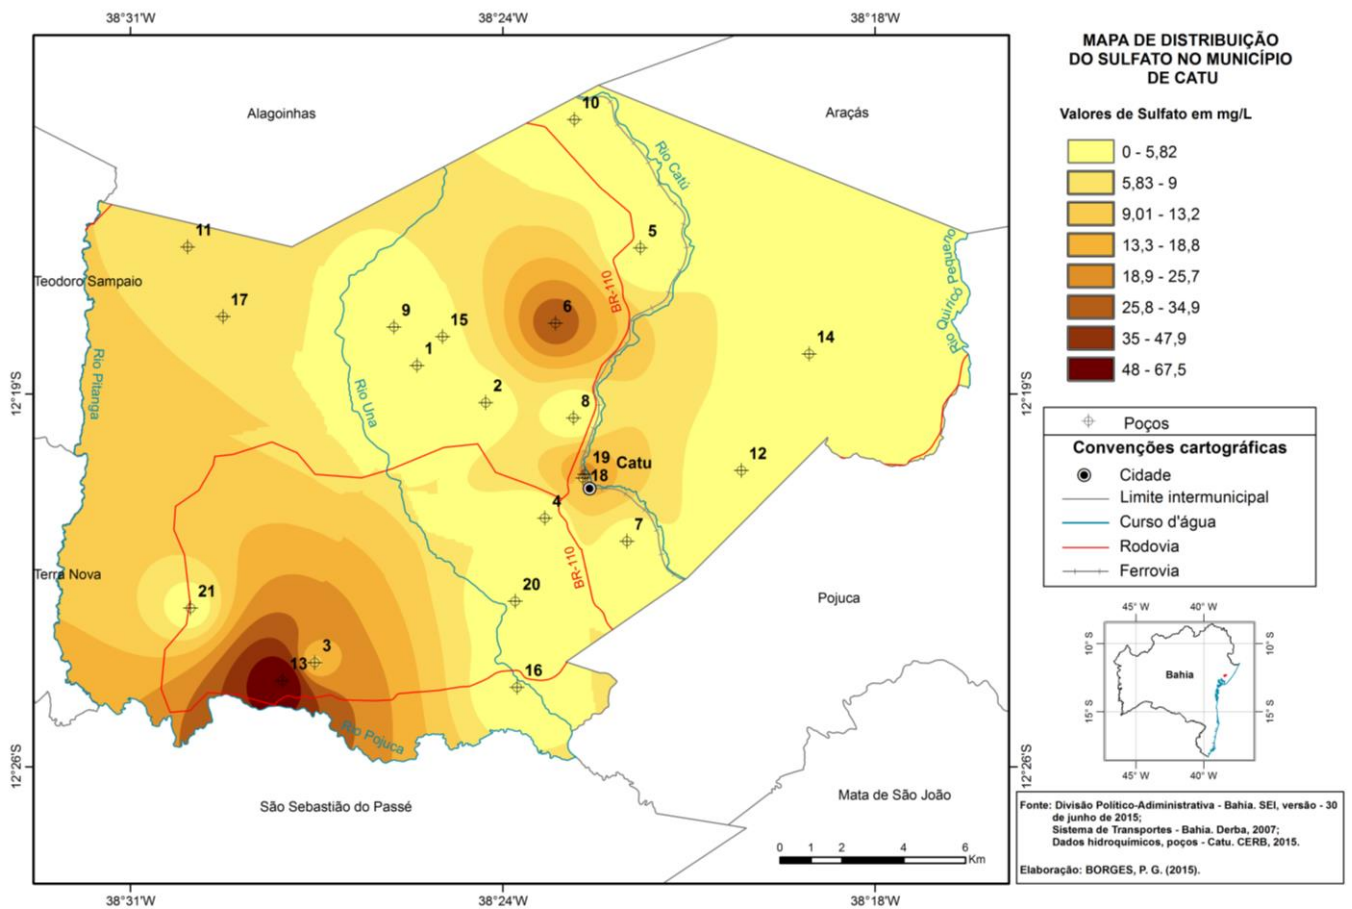 38°31'W
38°24'W
38°18'W
MAPA DE DISTRIBUIÇÃO
DO SULFATO NO MUNICÍPIO
DE CATU
Valores de Sulfato em mg/L
0 - 5,82
5,83 - 9
9,01 - 13,2
13,3 - 18,8
18,9 - 25,7
25,8 - 34,9
35 - 47,9
48 - 67,5
Poços
Convenções cartográficas
Cidade
Limite intermunicipal
Curso d'água
Rodovia
Ferrovia
Alagoinhas
Araçás
10
Rio Catú
11
5
Rio Quiricó Pequeno
Teodoro Sampaio
BR-110
17
9
15
6
14
1
Rio Pitanga
Rio Una
2
8
12°19'S
12°19'S
19
Catu
18
12
4
7
BR-110
Terra Nova
21
20
Pojuca
3
13
16
Rio Pojuca
12°26'S
12°26'S
São Sebastião do Passé
Mata de São João
0
1
2
4
6
Km
38°31'W
38°24'W
38°18'W
45° W
40° W
10° S
10° S
Bahia
15° S
15° S
45° W
40° W
Fonte: Divisão Político-Adiministrativa - Bahia. SEI, versão - 30
de junho de 2015;
Sistema de Transportes - Bahia. Derba, 2007;
Dados hidroquímicos, poços - Catu. CERB, 2015.
Elaboração: BORGES, P. G. (2015).